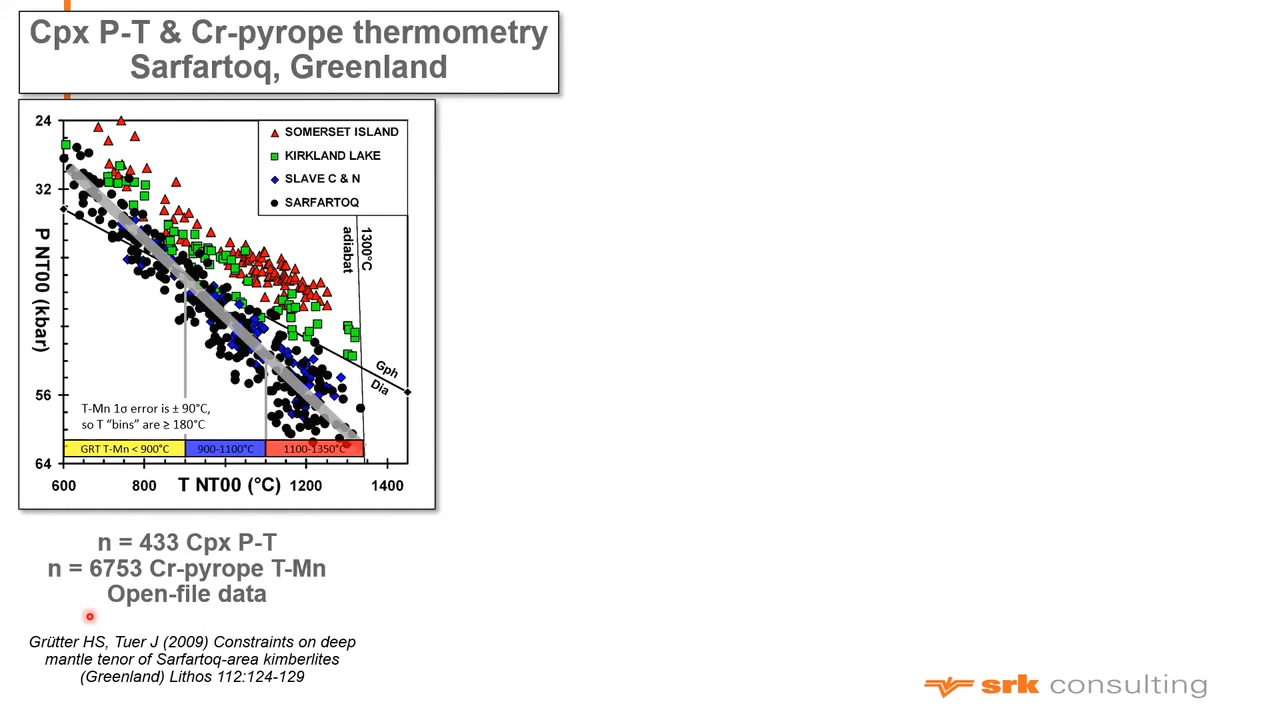 Cpx P-T & Cr-pyrope thermometry
Sarfartoq, Greenland
24
32
56
64
P NT00 (kbar)
SOMERSET ISLAND
KIRKLAND LAKE
SLAVE C & N
SARFARTOQ
1300°C
adiabat
Gph
Dia
T-Mn 1σ error is ± 90°C,
so T “bins” are ≥ 180°C
GRT T-Mn < 900°C
900-1100°C
1100-1350°C
600
800
T NT00 (°C)
1200
1400
n = 433 Cpx P-T
n = 6753 Cr-pyrope T-Mn
Open-file data
Grütter HS, Tuer J (2009) Constraints on deep
mantle tenor of Sarfartoq-area kimberlites
(Greenland) Lithos 112:124-129
srk consulting